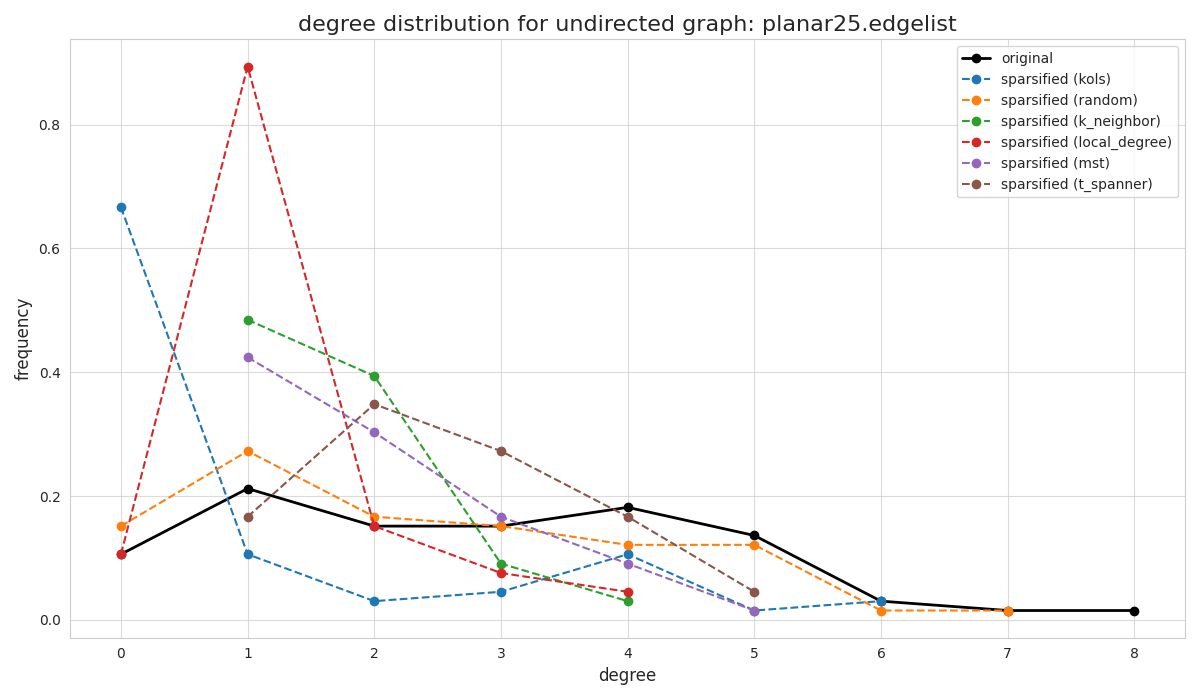 degree distribution for undirected graph: planar25.edgelist
original
sparsified (kols)
sparsified (random)
sparsified (k_neighbor)
sparsified (local_degree)
sparsified (mst)
sparsified (t_spanner)
frequency
0.8
0.6
0.4
0.2
0.0
0 1 2 3 4 5 6 7 8
degree